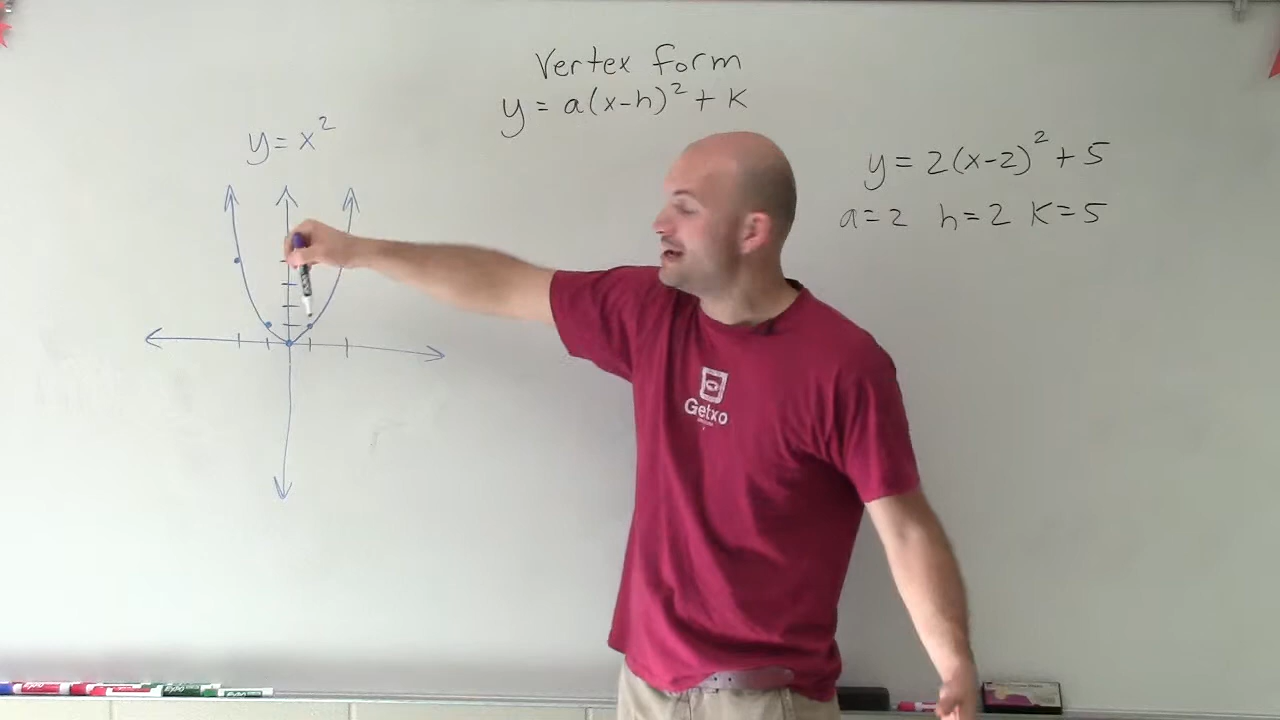 Vertex form
y = a(x-h)² + k
y = x²
y = 2(x-2)² + 5
a = 2 h = 2 K = 5
Getxo